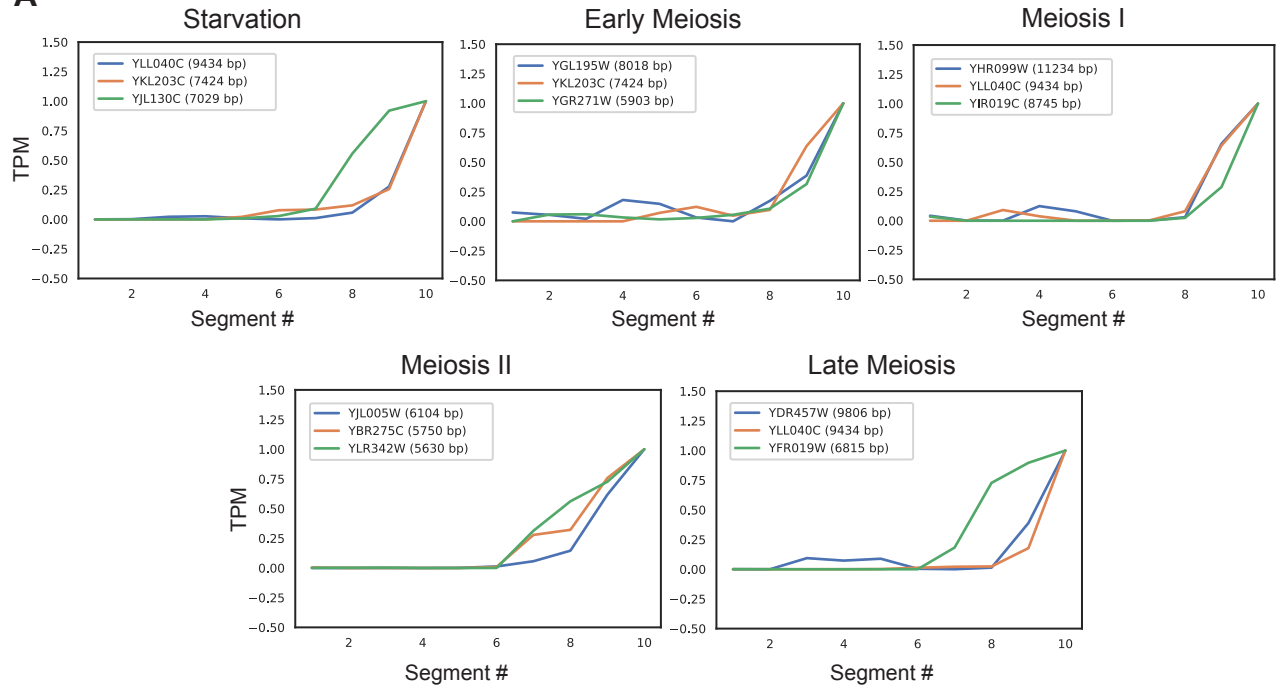 A
Starvation
1.50
1.25
1.00
0.75
0.50
0.25
0.00
−0.25
−0.50
TPM
YLL040C (9434 bp)
YKL203C (7424 bp)
YJL130C (7029 bp)
2 4 6 8 10
Segment #
Early Meiosis
1.50
1.25
1.00
0.75
0.50
0.25
0.00
−0.25
−0.50
YGL195W (8018 bp)
YKL203C (7424 bp)
YGR271W (5903 bp)
2 4 6 8 10
Segment #
Meiosis I
1.50
1.25
1.00
0.75
0.50
0.25
0.00
−0.25
−0.50
YHR099W (11234 bp)
YLL040C (9434 bp)
YIR019C (8745 bp)
2 4 6 8 10
Segment #
Meiosis II
1.50
1.25
1.00
0.75
0.50
0.25
0.00
−0.25
−0.50
TPM
YJL005W (6104 bp)
YBR275C (5750 bp)
YLR342W (5630 bp)
2 4 6 8 10
Segment #
Late Meiosis
1.50
1.25
1.00
0.75
0.50
0.25
0.00
−0.25
−0.50
YDR457W (9806 bp)
YLL040C (9434 bp)
YFR019W (6815 bp)
2 4 6 8 10
Segment #